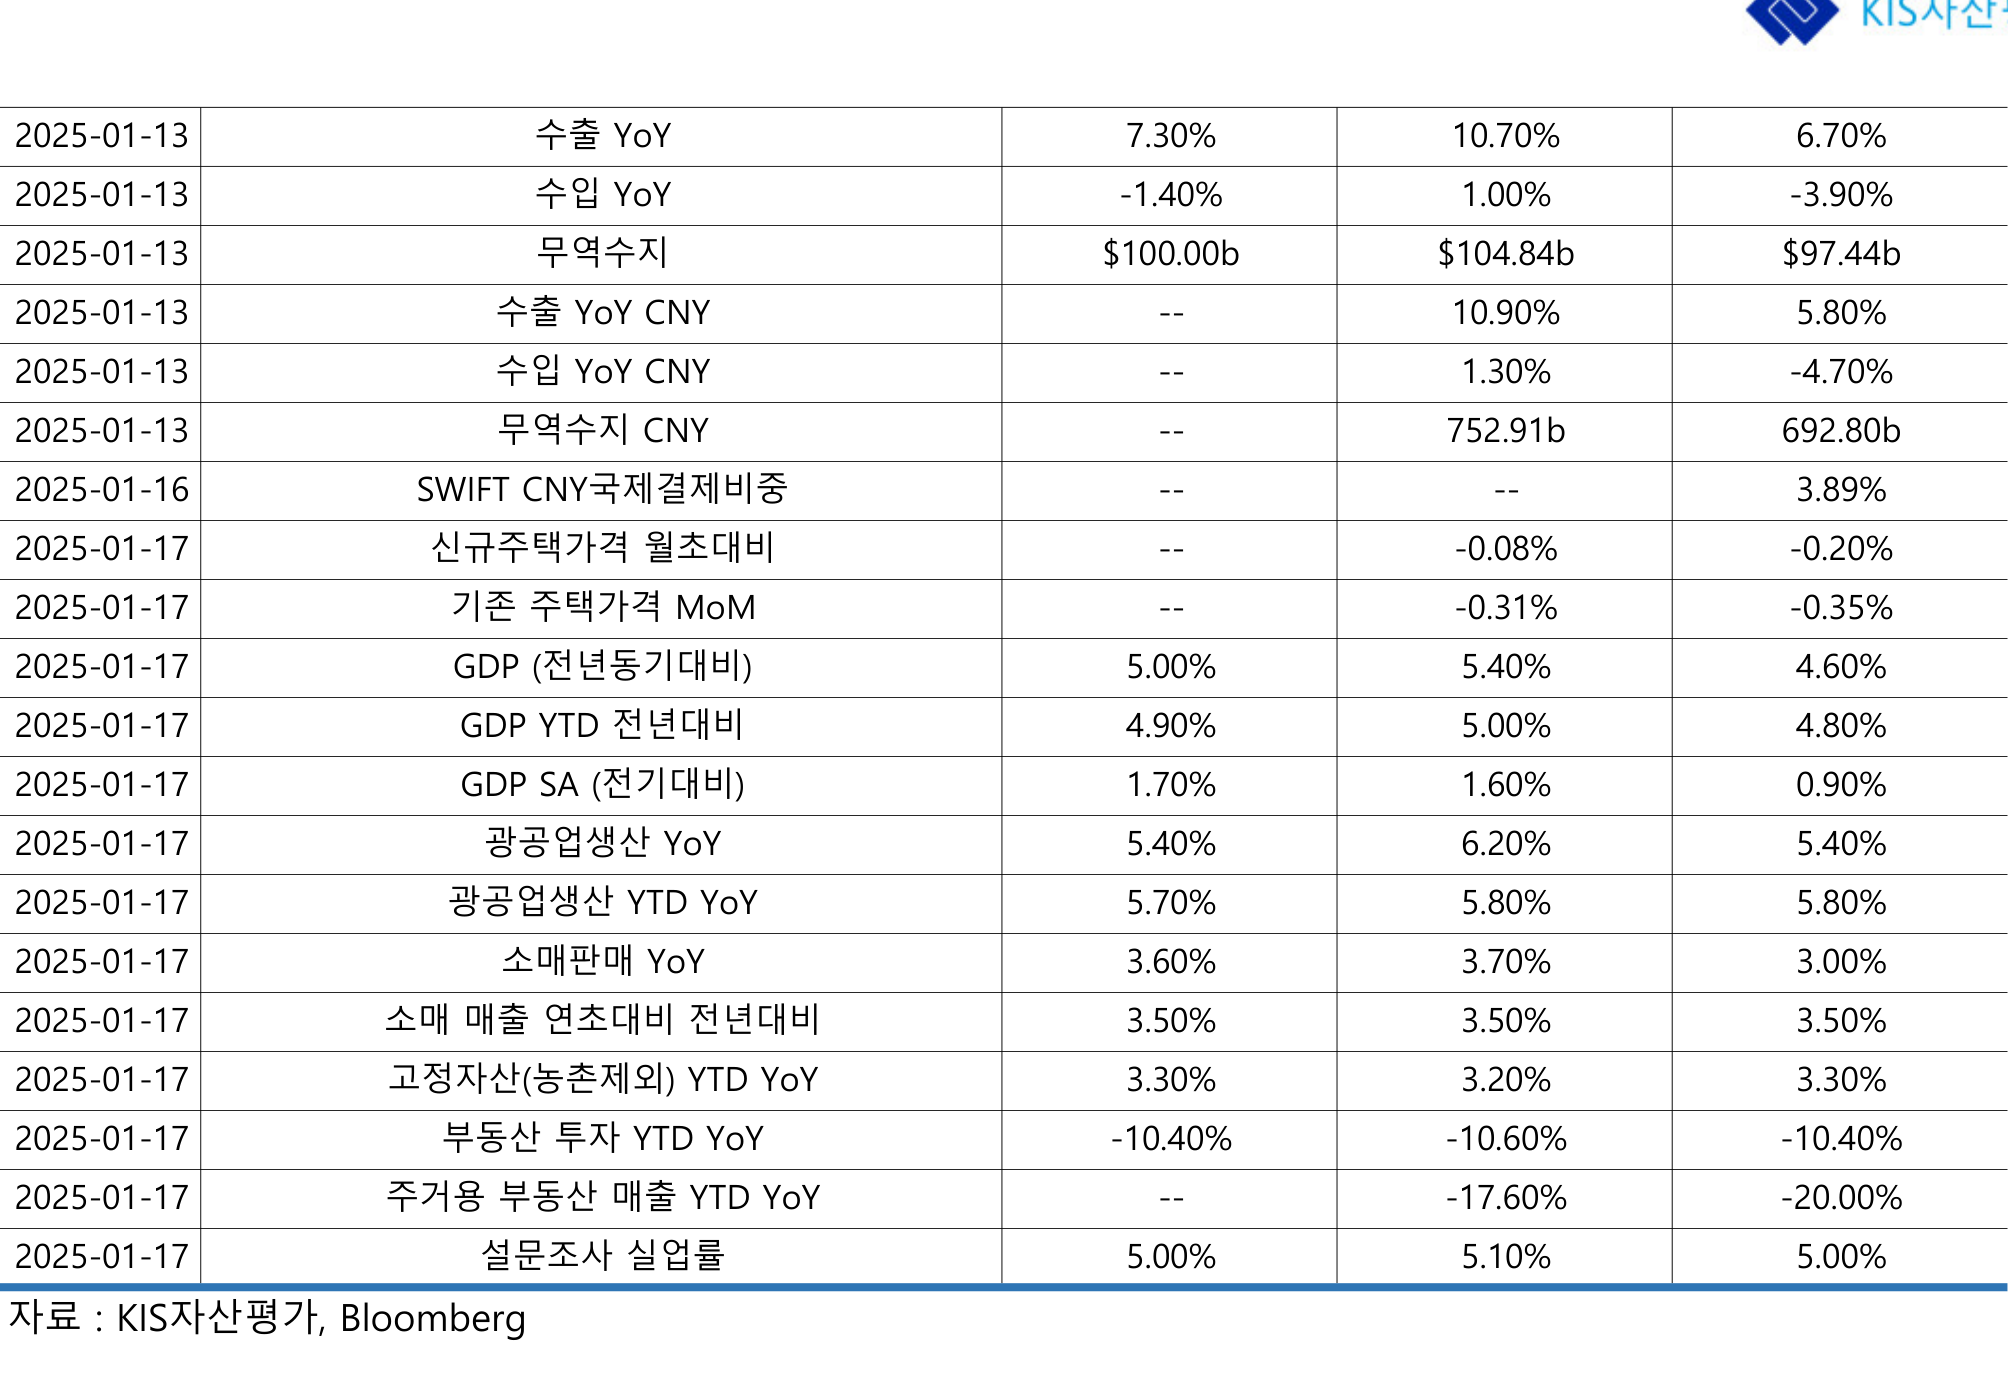 KIS자산
2025-01-13 수출 YoY 7.30% 10.70% 6.70%
2025-01-13 수입 YoY -1.40% 1.00% -3.90%
2025-01-13 무역수지 $100.00b $104.84b $97.44b
2025-01-13 수출 YoY CNY -- 10.90% 5.80%
2025-01-13 수입 YoY CNY -- 1.30% -4.70%
2025-01-13 무역수지 CNY -- 752.91b 692.80b
2025-01-16 SWIFT CNY국제결제비중 -- -- 3.89%
2025-01-17 신규주택가격 월초대비 -- -0.08% -0.20%
2025-01-17 기존 주택가격 MoM -- -0.31% -0.35%
2025-01-17 GDP (전년동기대비) 5.00% 5.40% 4.60%
2025-01-17 GDP YTD 전년대비 4.90% 5.00% 4.80%
2025-01-17 GDP SA (전기대비) 1.70% 1.60% 0.90%
2025-01-17 광공업생산 YoY 5.40% 6.20% 5.40%
2025-01-17 광공업생산 YTD YoY 5.70% 5.80% 5.80%
2025-01-17 소매판매 YoY 3.60% 3.70% 3.00%
2025-01-17 소매 매출 연초대비 전년대비 3.50% 3.50% 3.50%
2025-01-17 고정자산(농촌제외) YTD YoY 3.30% 3.20% 3.30%
2025-01-17 부동산 투자 YTD YoY -10.40% -10.60% -10.40%
2025-01-17 주거용 부동산 매출 YTD YoY -- -17.60% -20.00%
2025-01-17 설문조사 실업률 5.00% 5.10% 5.00%
자료 : KIS자산평가, Bloomberg